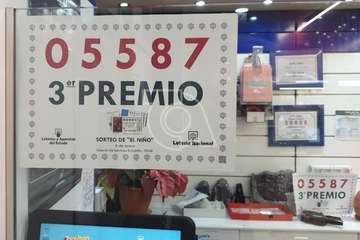 05587
3er PREMIO
SORTEO DE "EL NIÑO"
Loterías y Apuestas
del Estado
Lotería Nacional
05587
3er PREMIO